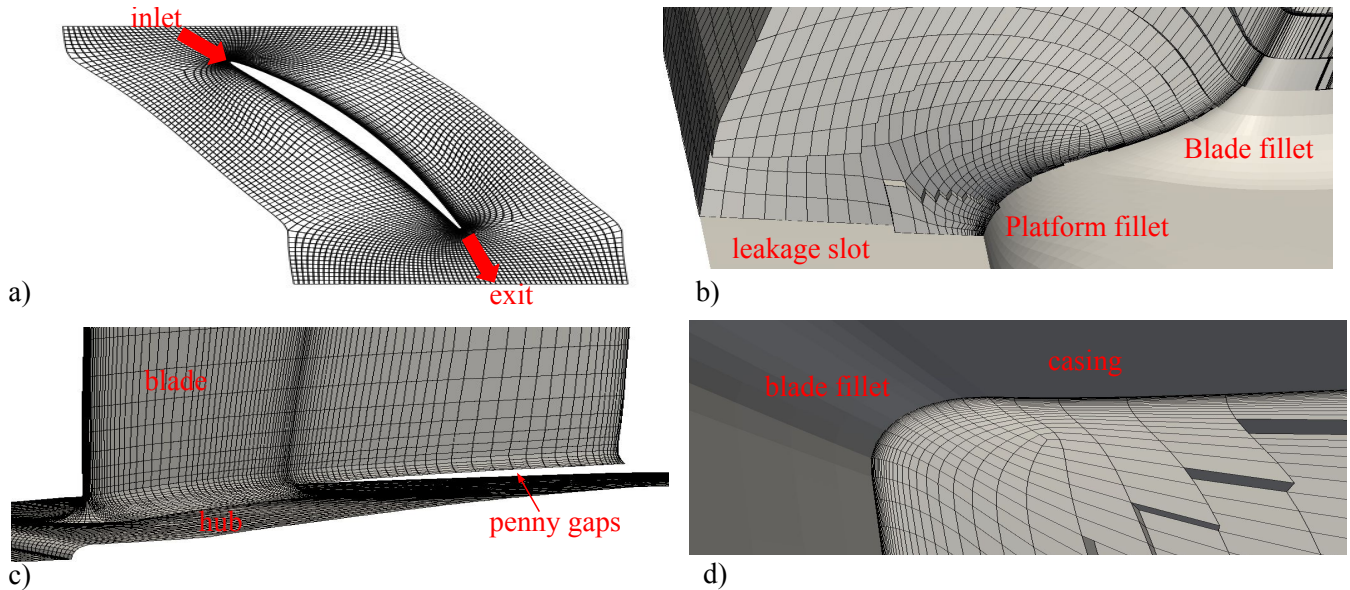 inlet
exit
a)
Blade fillet
Platform fillet
leakage slot
b)
blade
hub
penny gaps
c)
casing
blade fillet
d)